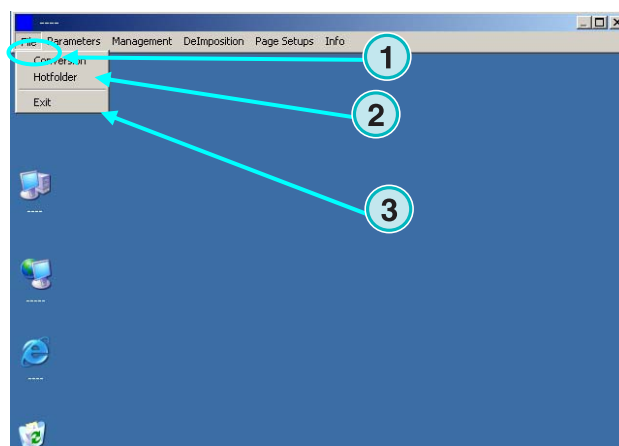 ----
File Parameters Management DeImposition Page Setups Info
Conversion
Hotfolder
Exit
1
2
3
----
-----
----